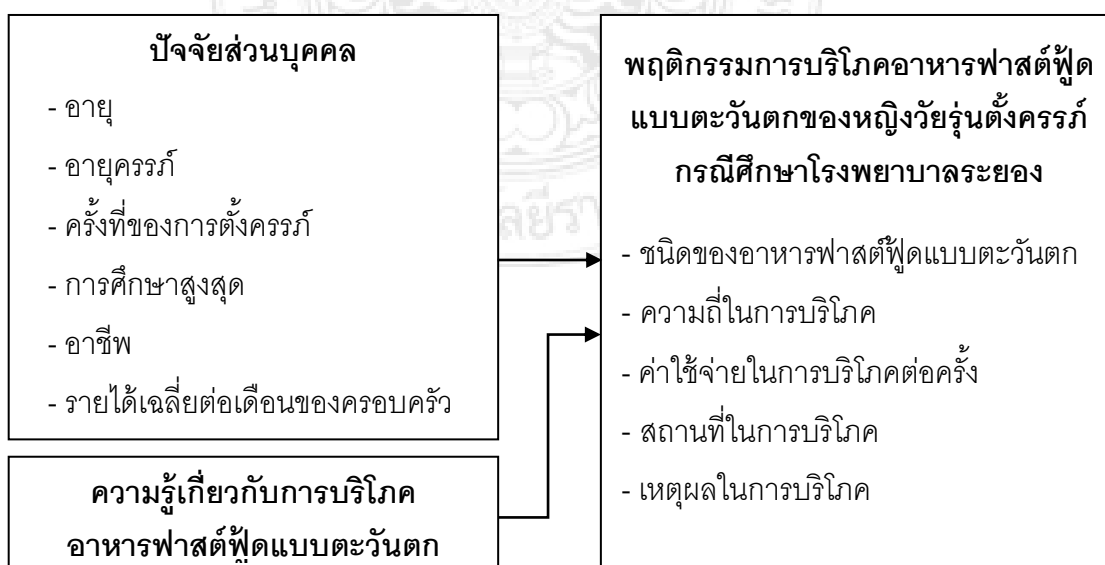 ปัจจัยส่วนบุคคล
- อายุ
- อายุครรภ์
- ครั้งที่ของการตั้งครรภ์
- การศึกษาสูงสุด
- อาชีพ
- รายได้เฉลี่ยต่อเดือนของครอบครัว
ความรู้เกี่ยวกับการบริโภค
อาหารฟาสต์ฟู้ดแบบตะวันตก
พฤติกรรมการบริโภคอาหารฟาสต์ฟู้ด
แบบตะวันตกของหญิงวัยรุ่นตั้งครรภ์
กรณีศึกษาโรงพยาบาลระยอง
- ชนิดของอาหารฟาสต์ฟู้ดแบบตะวันตก
- ความถี่ในการบริโภค
- ค่าใช้จ่ายในการบริโภคต่อครั้ง
- สถานที่ในการบริโภค
- เหตุผลในการบริโภค